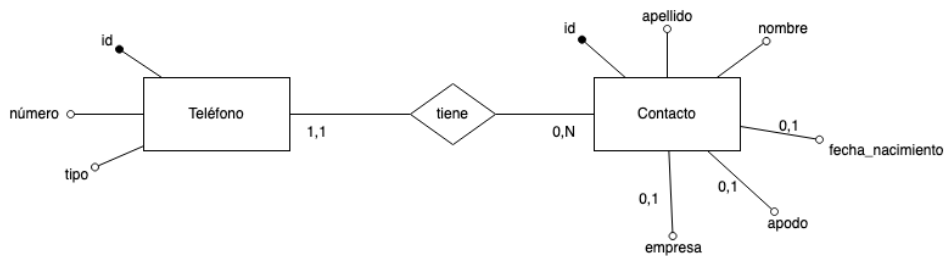 apellido
id
nombre
id
número
Teléfono
tiene
Contacto
1,1
0,N
0,1
fecha_nacimiento
tipo
0,1
0,1
apodo
empresa